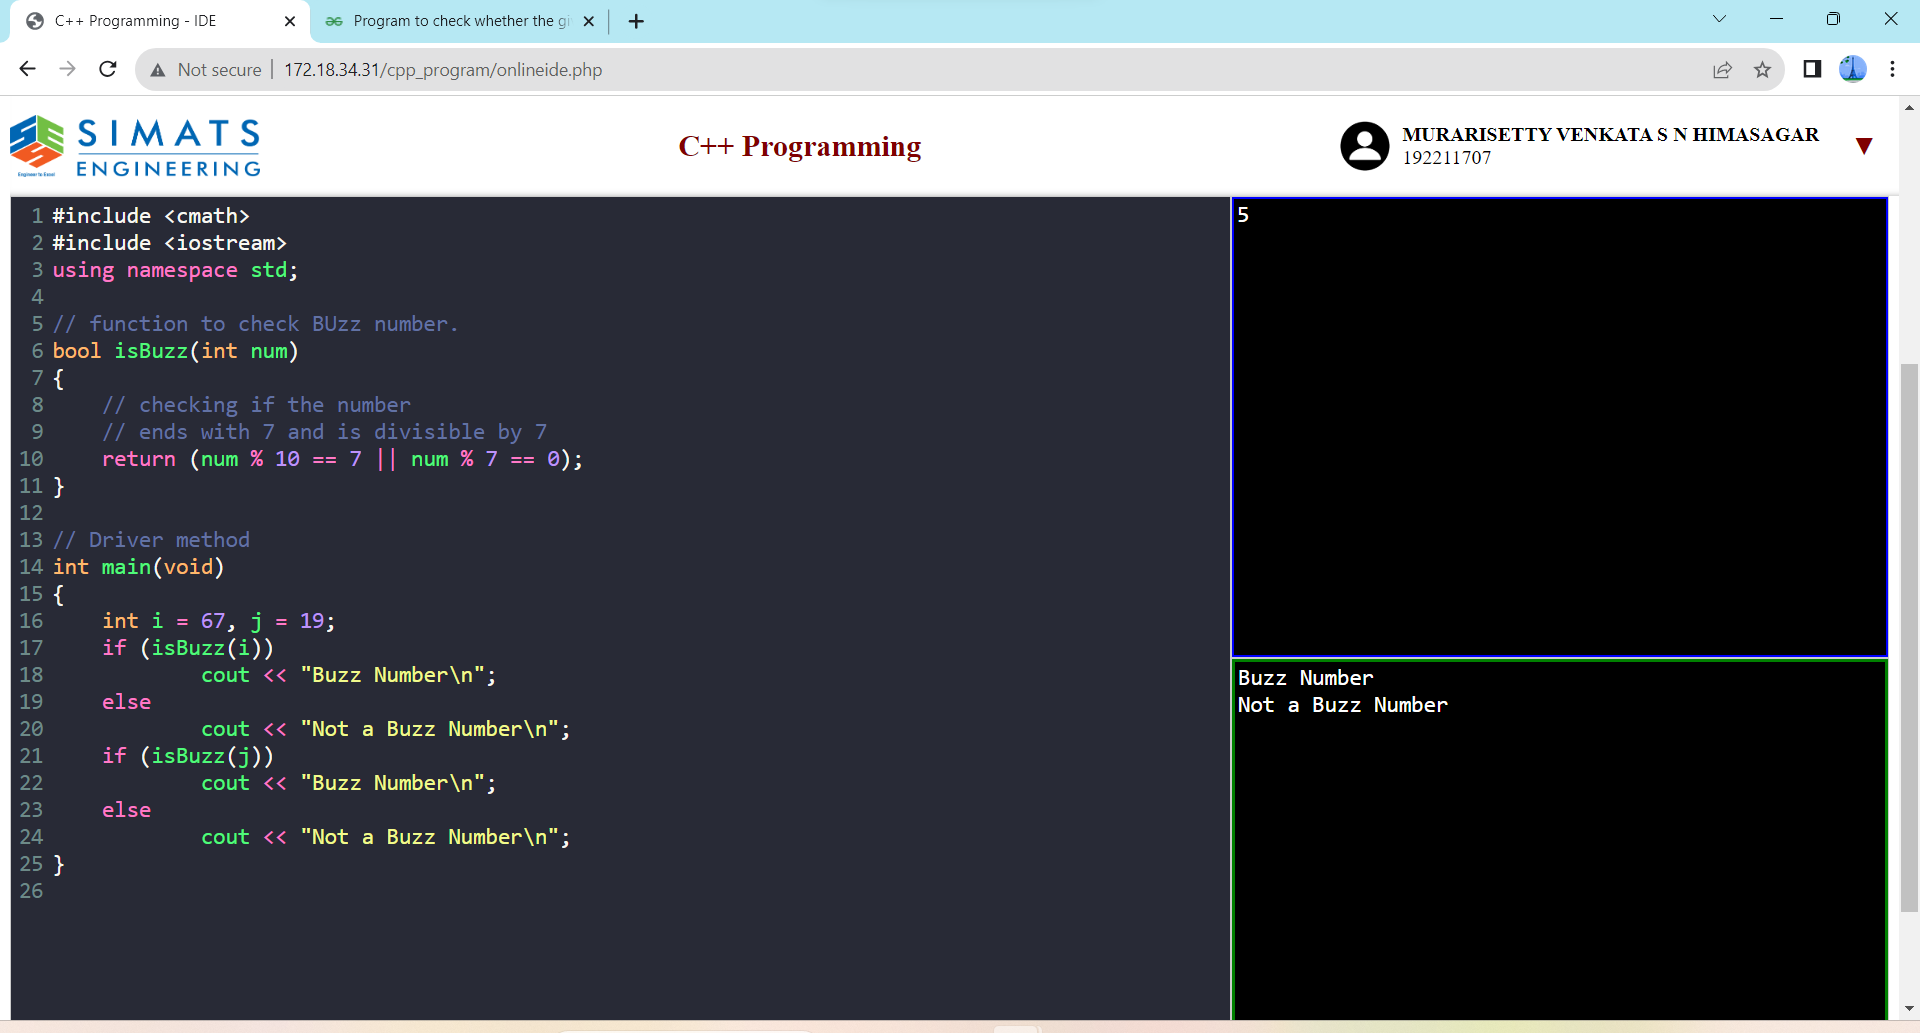 C++ Programming - IDE
Program to check whether the gi
Not secure
172.18.34.31/cpp_program/onlineide.php
SIMATS
ENGINEERING
Engineer to Excel
C++ Programming
MURARISETTY VENKATA S N HIMASAGAR
192211707
1 #include <cmath>
2 #include <iostream>
3 using namespace std;
4
5 // function to check BUzz number.
6 bool isBuzz(int num)
7 {
8     // checking if the number
9     // ends with 7 and is divisible by 7
10     return (num % 10 == 7 || num % 7 == 0);
11 }
12
13 // Driver method
14 int main(void)
15 {
16     int i = 67, j = 19;
17     if (isBuzz(i))
18             cout << "Buzz Number\n";
19     else
20             cout << "Not a Buzz Number\n";
21     if (isBuzz(j))
22             cout << "Buzz Number\n";
23     else
24             cout << "Not a Buzz Number\n";
25 }
26
5
Buzz Number
Not a Buzz Number